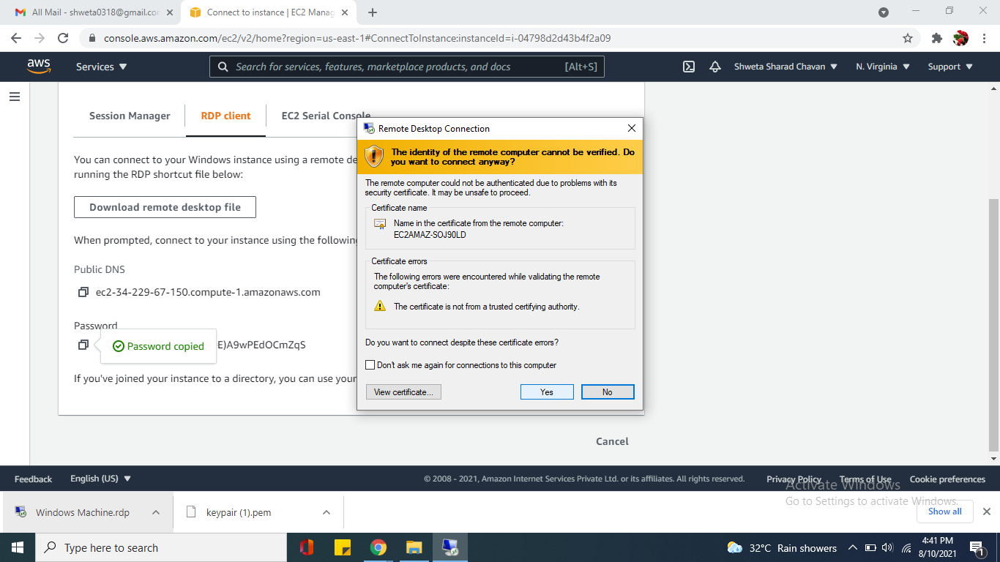 All Mail - shweta0318@gmail.co
Connect to instance | EC2 Manag
console.aws.amazon.com/ec2/v2/home?region=us-east-1#ConnectToInstance:instanceId=i-04798d2d43b4f2a09
aws
Services
Search for services, features, marketplace products, and docs
[Alt+S]
Shweta Sharad Chavan
N. Virginia
Support
Session Manager
RDP client
EC2 Serial Console
You can connect to your Windows instance using a remote de
running the RDP shortcut file below:
Download remote desktop file
When prompted, connect to your instance using the followin
Public DNS
ec2-34-229-67-150.compute-1.amazonaws.com
Password
Password copied
E)A9wPEdOCmZqS
If you've joined your instance to a directory, you can use your
Remote Desktop Connection
The identity of the remote computer cannot be verified. Do
you want to connect anyway?
The remote computer could not be authenticated due to problems with its
security certificate. It may be unsafe to proceed.
Certificate name
Name in the certificate from the remote computer:
EC2AMAZ-SOJ90LD
Certificate errors
The following errors were encountered while validating the remote
computer's certificate:
The certificate is not from a trusted certifying authority.
Do you want to connect despite these certificate errors?
Don't ask me again for connections to this computer
View certificate...
Yes
No
Cancel
Feedback
English (US)
© 2008 - 2021, Amazon Internet Services Private Ltd. or its affiliates. All rights reserved.
Privacy Policy
Terms of Use
Cookie preferences
Activate Windows
Go to Settings to activate Windows.
Windows Machine.rdp
keypair (1).pem
Show all
Type here to search
32°C
Rain showers
4:41 PM
8/10/2021
1